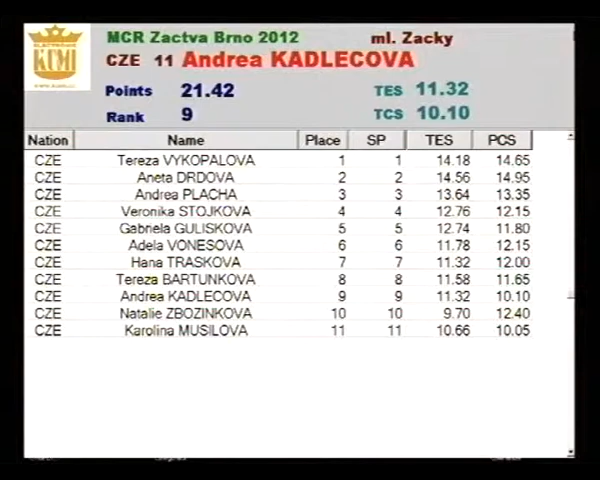 MCR Zactva Brno 2012 ml. Zacky
KCMI
CZE 11 Andrea KADLECOVA
Points 21.42 TES 11.32
Rank 9 TCS 10.10
Nation Name Place SP TES PCS
CZE Tereza VYKOPALOVA 1 1 14.18 14.65
CZE Aneta DRDOVA 2 2 14.56 14.95
CZE Andrea PLACHA 3 3 13.64 13.35
CZE Veronika STOJKOVA 4 4 12.76 12.15
CZE Gabriela GULISKOVA 5 5 12.74 11.80
CZE Adela VONESOVA 6 6 11.78 12.15
CZE Hana TRASKOVA 7 7 11.32 12.00
CZE Tereza BARTUNKOVA 8 8 11.58 11.65
CZE Andrea KADLECOVA 9 9 11.32 10.10
CZE Natalie ZBOZINKOVA 10 10 9.70 12.40
CZE Karolina MUSILOVA 11 11 10.66 10.05